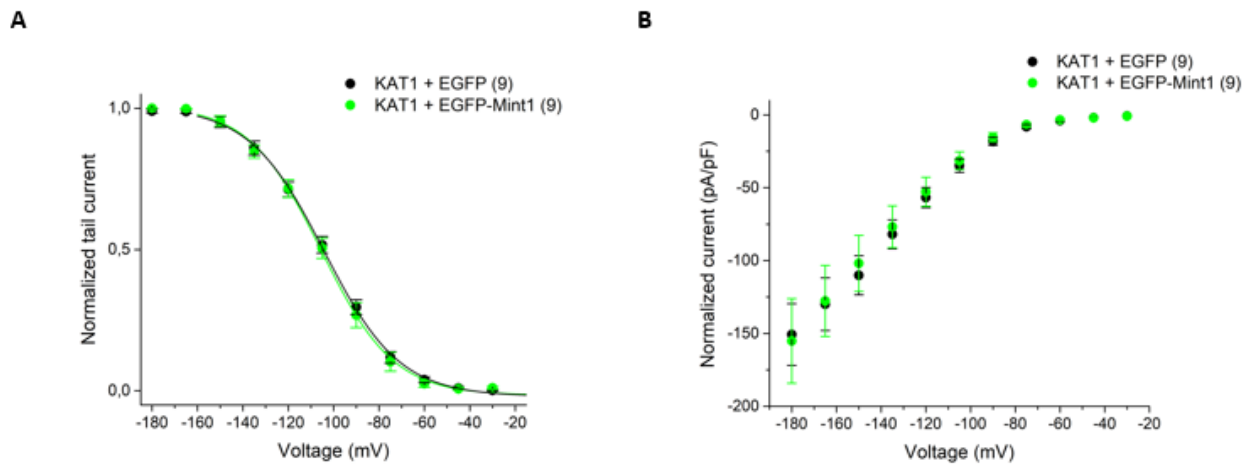 A
KAT1 + EGFP (9)
KAT1 + EGFP-Mint1 (9)
Normalized tail current
1,0
0,5
0,0
-180 -160 -140 -120 -100 -80 -60 -40 -20
Voltage (mV)
B
KAT1 + EGFP (9)
KAT1 + EGFP-Mint1 (9)
Normalized current (pA/pF)
0
-50
-100
-150
-200
-180 -160 -140 -120 -100 -80 -60 -40 -20
Voltage (mV)